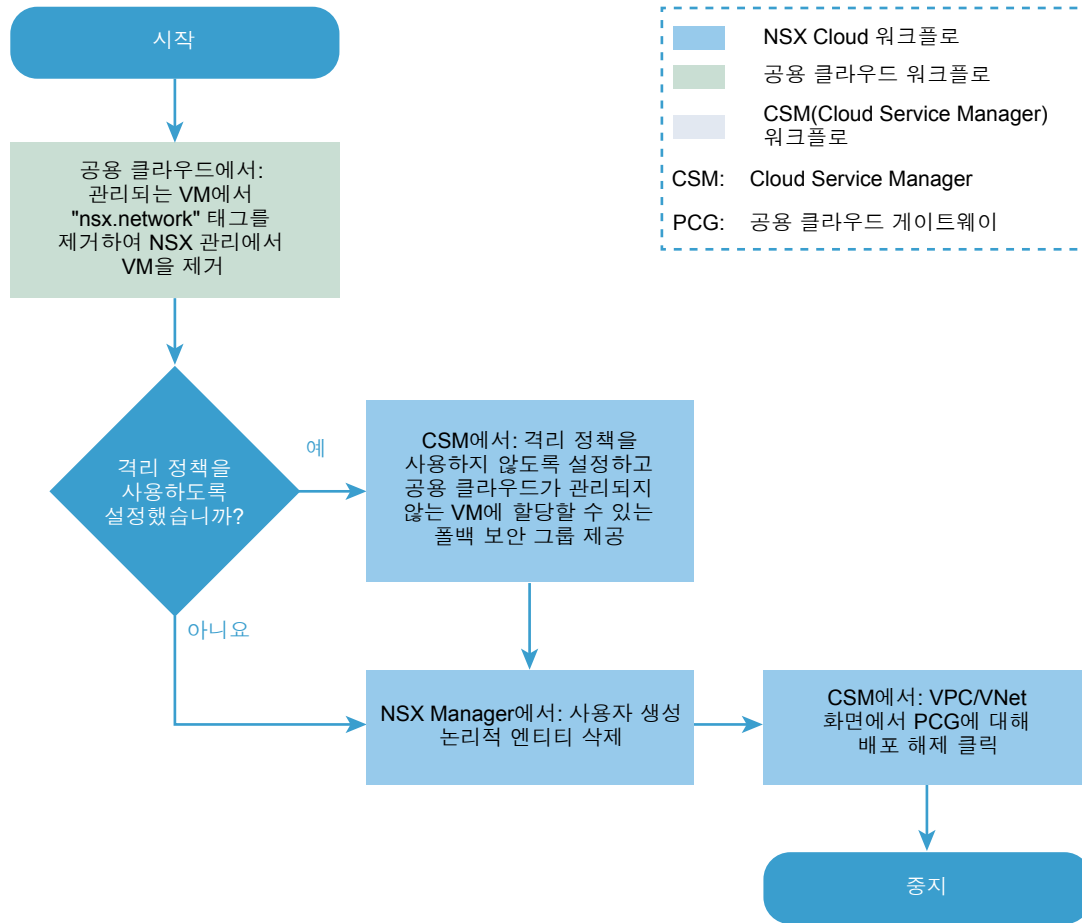 시작
NSX Cloud 워크플로
공용 클라우드 워크플로
CSM(Cloud Service Manager)
워크플로
CSM: Cloud Service Manager
PCG: 공용 클라우드 게이트웨이
공용 클라우드에서:
관리되는 VM에서
"nsx.network" 태그를
제거하여 NSX 관리에서
VM을 제거
격리 정책을
사용하도록
설정했습니까?
예
아니요
CSM에서: 격리 정책을
사용하지 않도록 설정하고
공용 클라우드가 관리되지
않는 VM에 할당할 수 있는
폴백 보안 그룹 제공
NSX Manager에서: 사용자 생성
논리적 엔티티 삭제
CSM에서: VPC/VNet
화면에서 PCG에 대해
배포 해제 클릭
중지